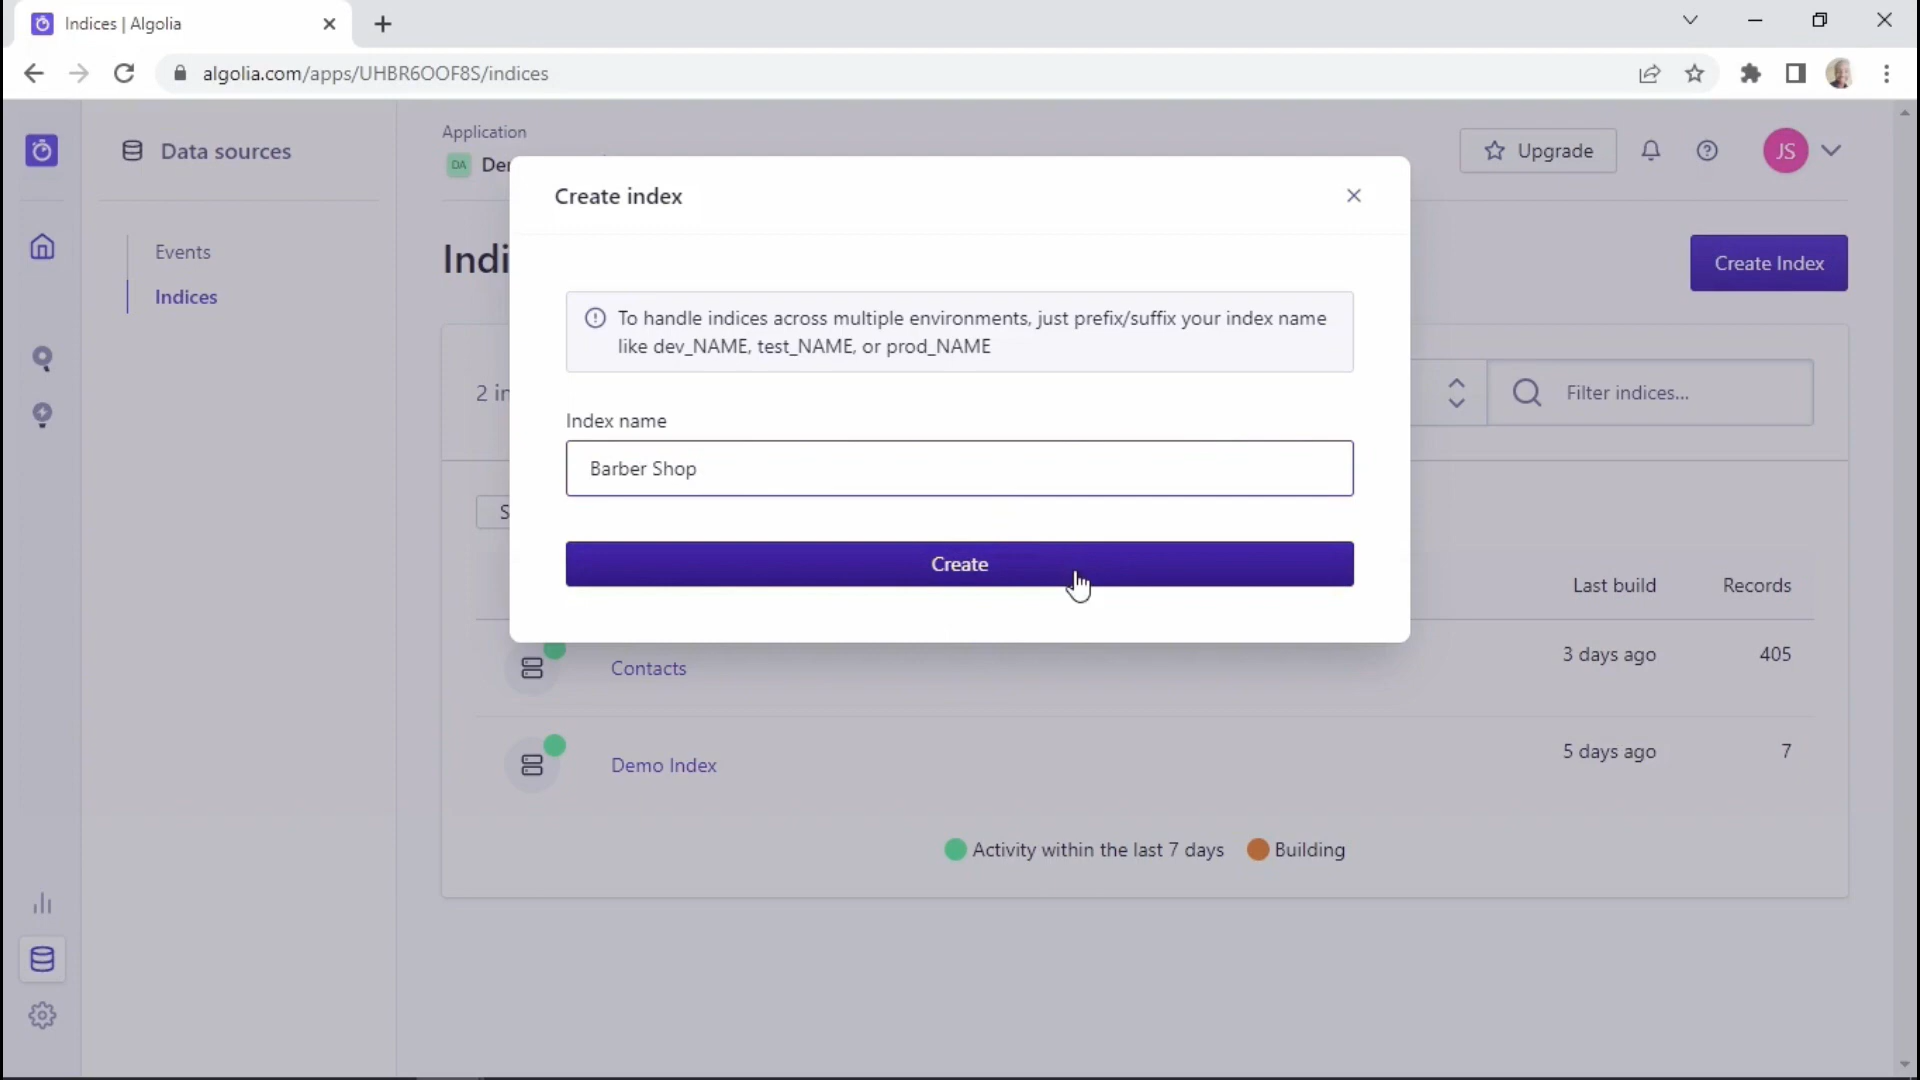 Indices | Algolia
algolia.com/apps/UHBR6OOF8S/indices
Data sources
Application
DA
Upgrade
JS
Create index
Events
Create Index
Indices
To handle indices across multiple environments, just prefix/suffix your index name
like dev_NAME, test_NAME, or prod_NAME
Filter indices...
Index name
Barber Shop
Create
Last build
Records
Contacts
3 days ago
405
Demo Index
5 days ago
7
Activity within the last 7 days
Building